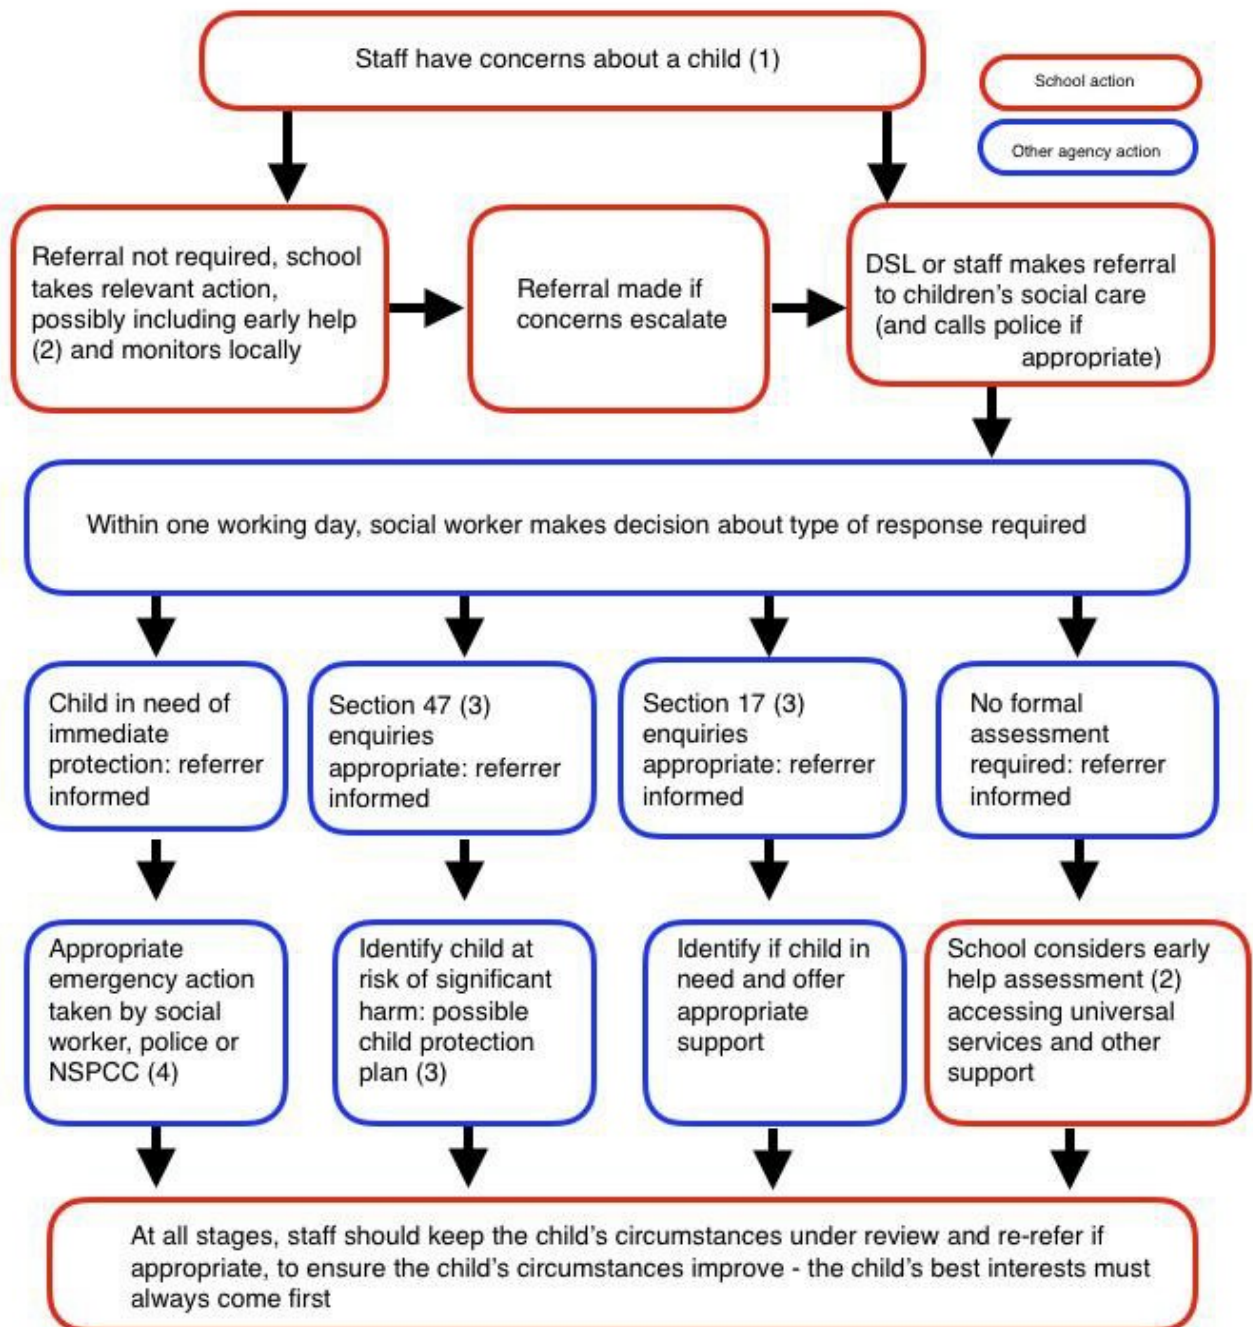 Staff have concerns about a child (1)
School action
Other agency action
Referral not required, school
takes relevant action,
possibly including early help
(2) and monitors locally
Referral made if
concerns escalate
DSL or staff makes referral
to children's social care
(and calls police if
appropriate)
Within one working day, social worker makes decision about type of response required
Child in need of
immediate
protection: referrer
informed
Section 47 (3)
enquiries
appropriate: referrer
informed
Section 17 (3)
enquiries
appropriate: referrer
informed
No formal
assessment
required: referrer
informed
Appropriate
emergency action
taken by social
worker, police or
NSPCC (4)
Identify child at
risk of significant
harm: possible
child protection
plan (3)
Identify if child in
need and offer
appropriate
support
School considers early
help assessment (2)
accessing universal
services and other
support
At all stages, staff should keep the child's circumstances under review and re-refer if
appropriate, to ensure the child's circumstances improve - the child's best interests must
always come first